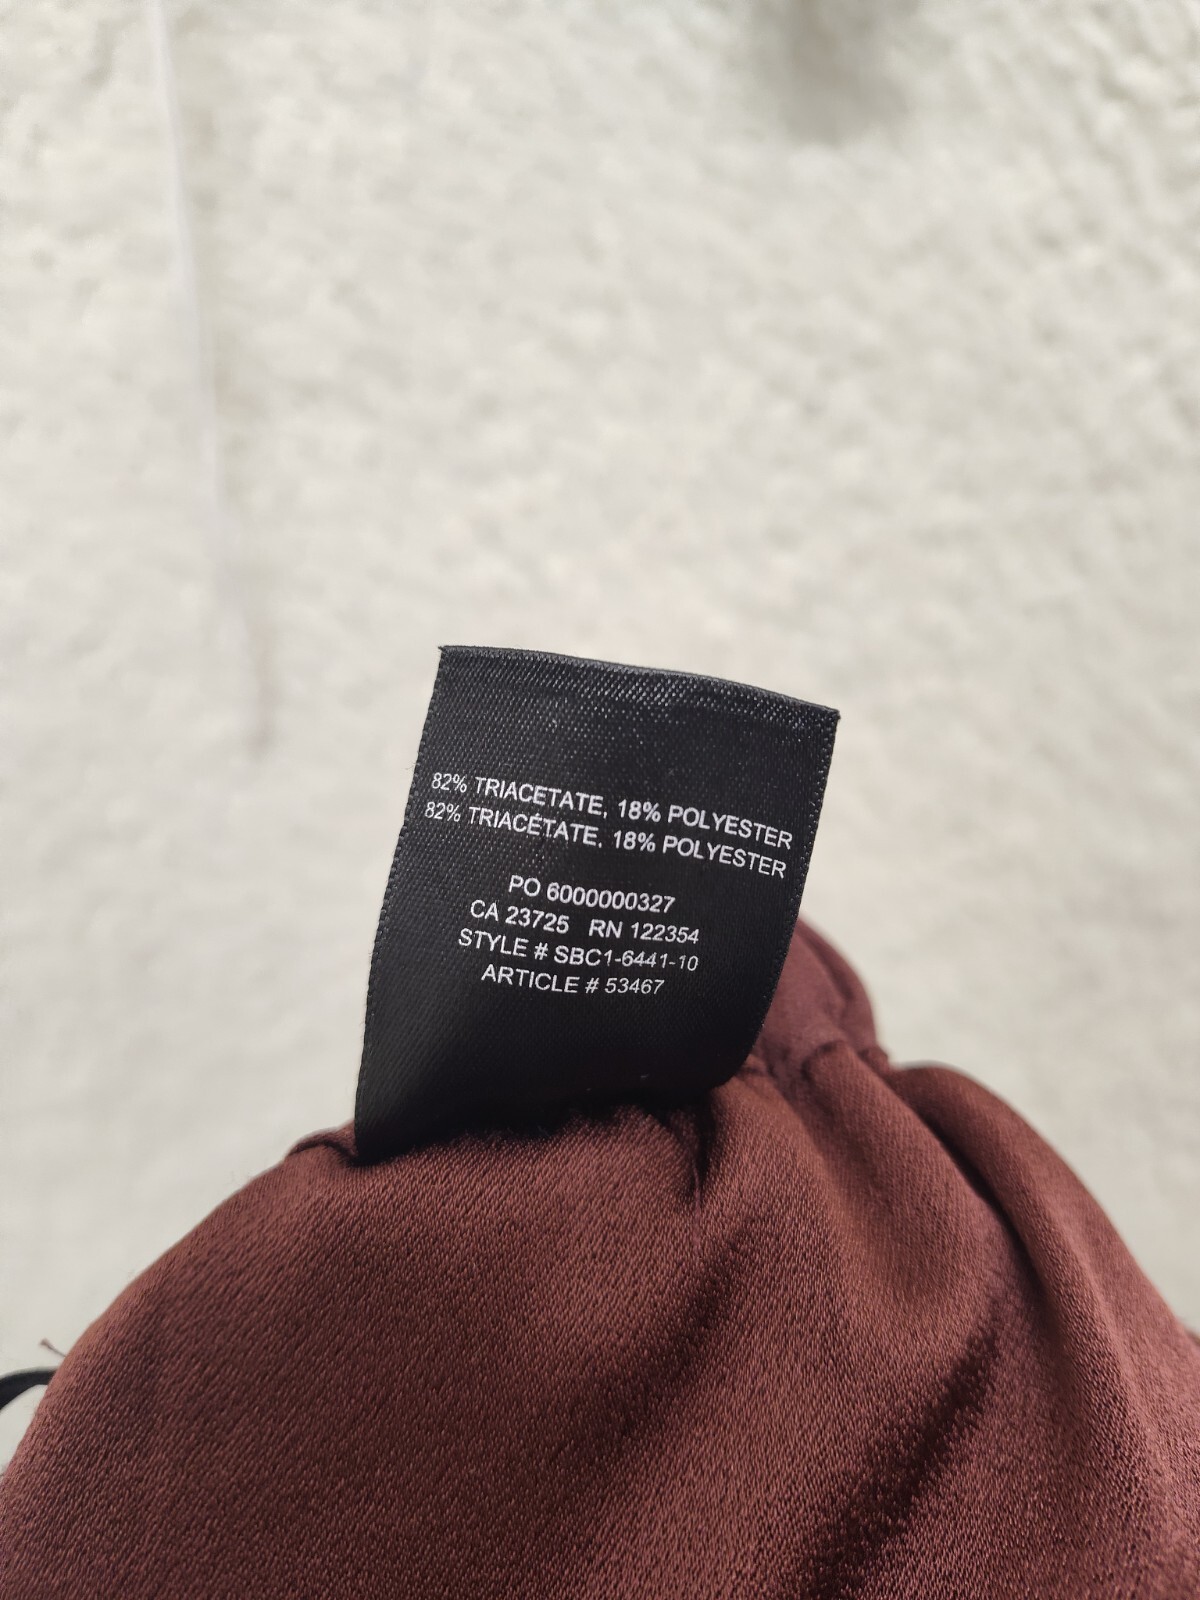 82% TRIACETATE, 18% POLYESTER
82% TRIACÉTATE, 18% POLYESTER
PO 6000000327
CA 23725 RN 122354
STYLE # SBC1-6441-10
ARTICLE # 53467